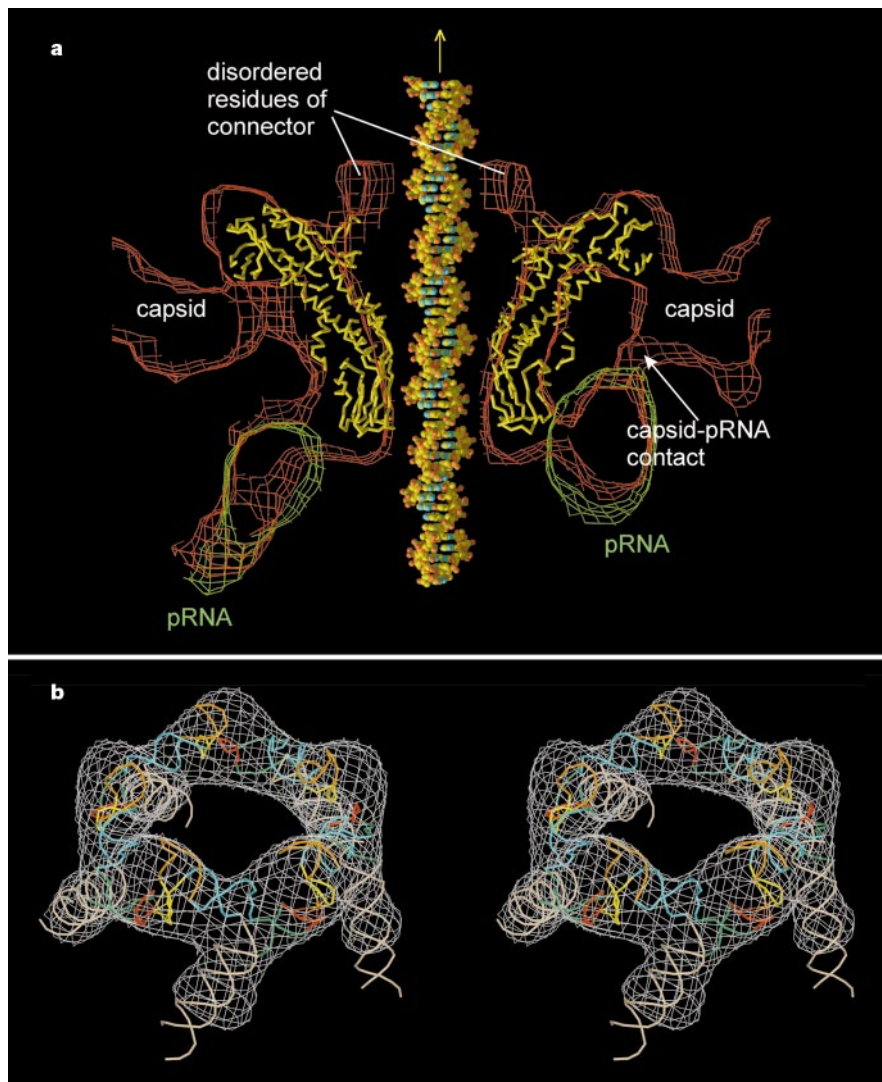 a
disordered
residues of
connector
capsid
capsid
capsid-pRNA
contact
pRNA
pRNA
b